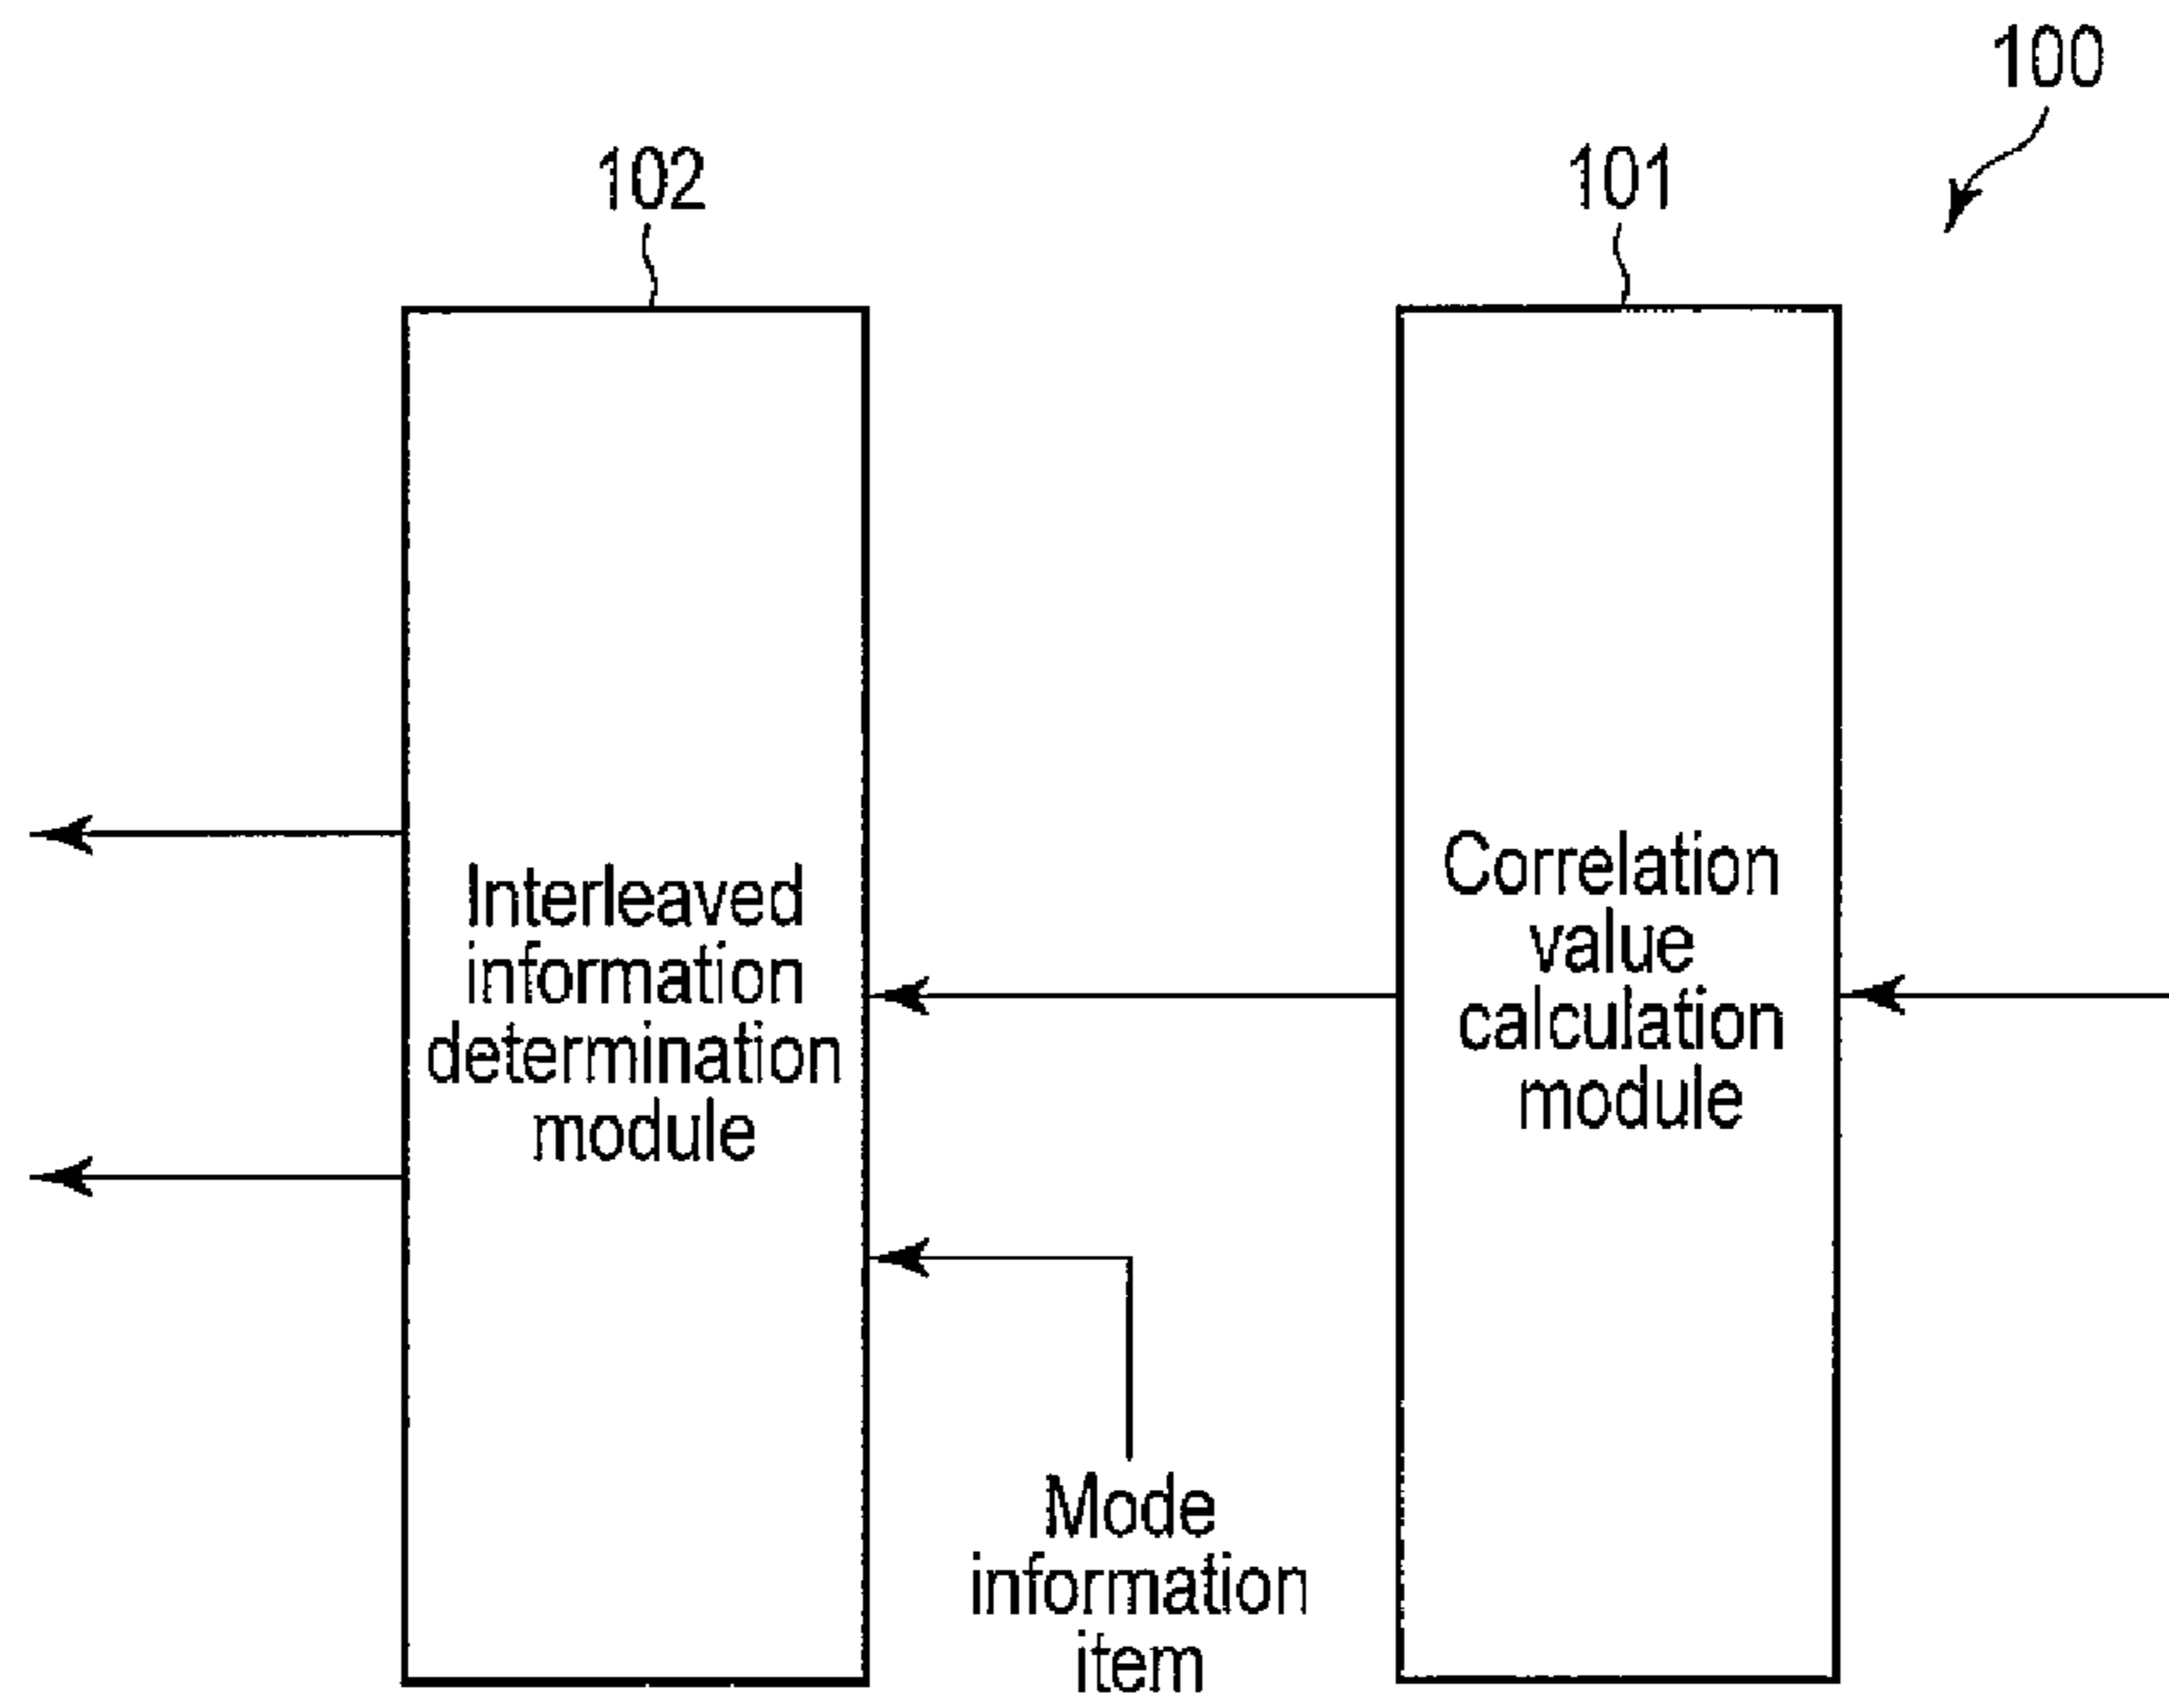 100
102
101
Interleaved
information
determination
module
Correlation
value
calculation
module
Mode
information
item